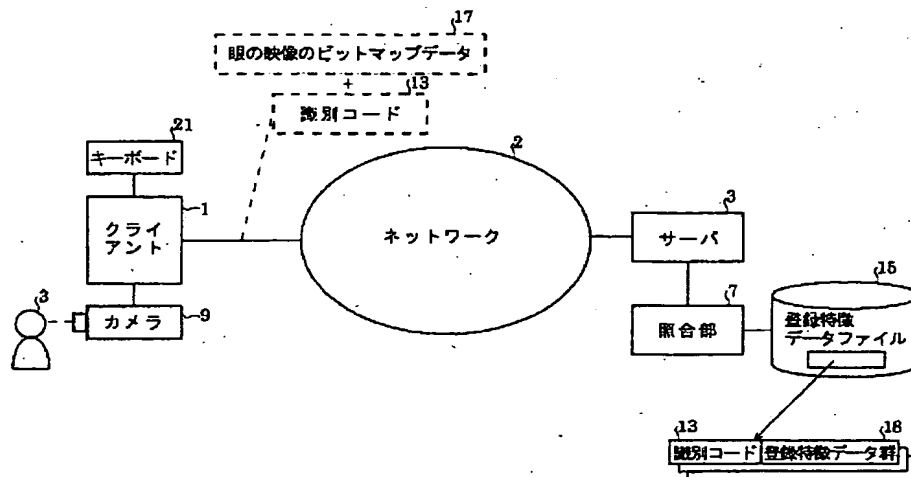 17
眼の映像のビットマップデータ
+
13
識別コード
21
キーボード
1
クライ
アント
2
ネットワーク
3
サーバ
15
登録特徴
データファイル
7
照合部
3
カメラ
9
13
識別コード
18
登録特徴データ群